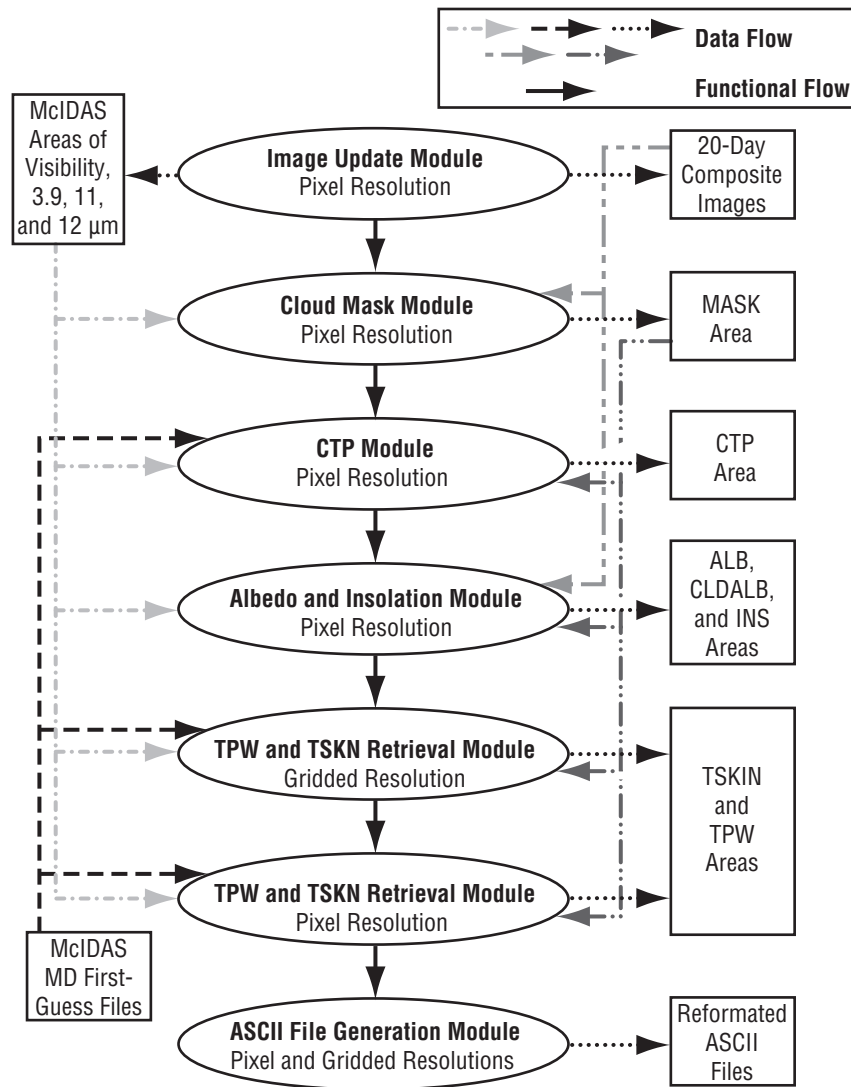 Data Flow
Functional Flow
McIDAS
Areas of
Visibility,
3.9, 11,
and 12 µm
Image Update Module
Pixel Resolution
20-Day
Composite
Images
Cloud Mask Module
Pixel Resolution
MASK
Area
CTP Module
Pixel Resolution
CTP
Area
Albedo and Insolation Module
Pixel Resolution
ALB,
CLDALB,
and INS
Areas
TPW and TSKN Retrieval Module
Gridded Resolution
TSKIN
and
TPW
Areas
TPW and TSKN Retrieval Module
Pixel Resolution
McIDAS
MD First-
Guess Files
ASCII File Generation Module
Pixel and Gridded Resolutions
Reformated
ASCII
Files